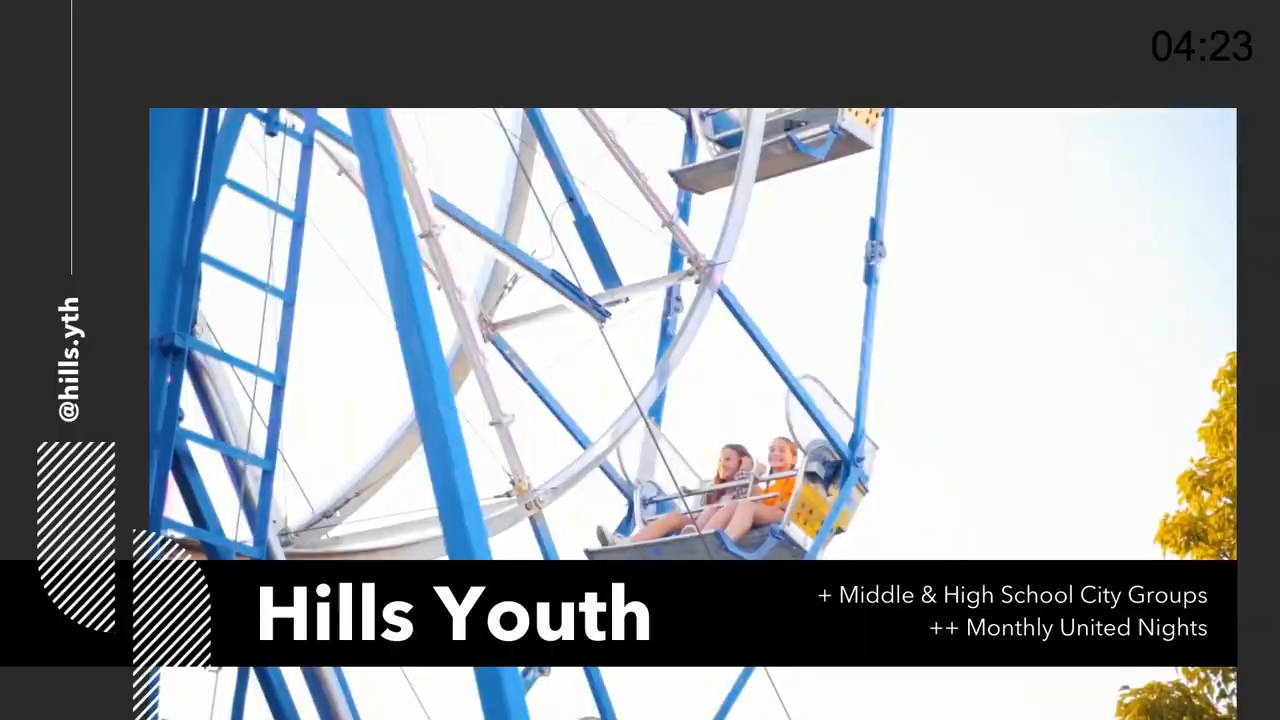 04:23
@hills.yth
Hills Youth
+ Middle & High School City Groups
++ Monthly United Nights